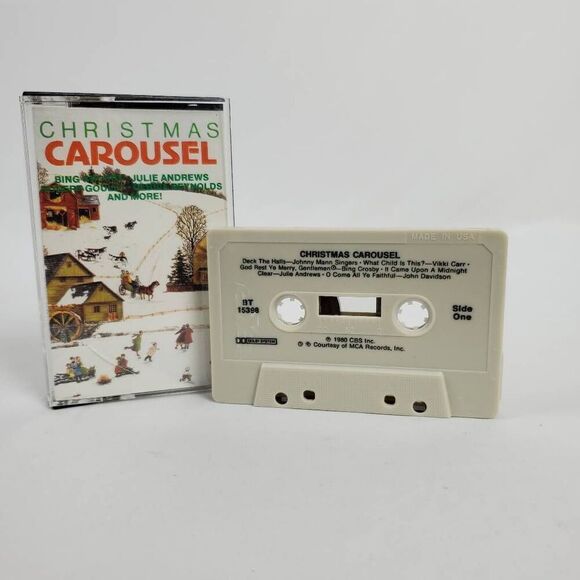 CHRISTMAS
CAROUSEL
BING JULIE ANDREWS
REYNOLDS
AND MORE!
MADE IN USA
CHRISTMAS CAROUSEL
Deck The Halls—Johnny Mann Singers · What Child Is This?—Vikki Carr ·
God Rest Ye Merry, Gentlemen Ⓟ—Bing Crosby · It Came Upon A Midnight
Clear—Julie Andrews · O Come All Ye Faithful—John Davidson
BT
15398
Side
One
Ⓟ 1980 CBS Inc.
Courtesy of MCA Records, Inc.